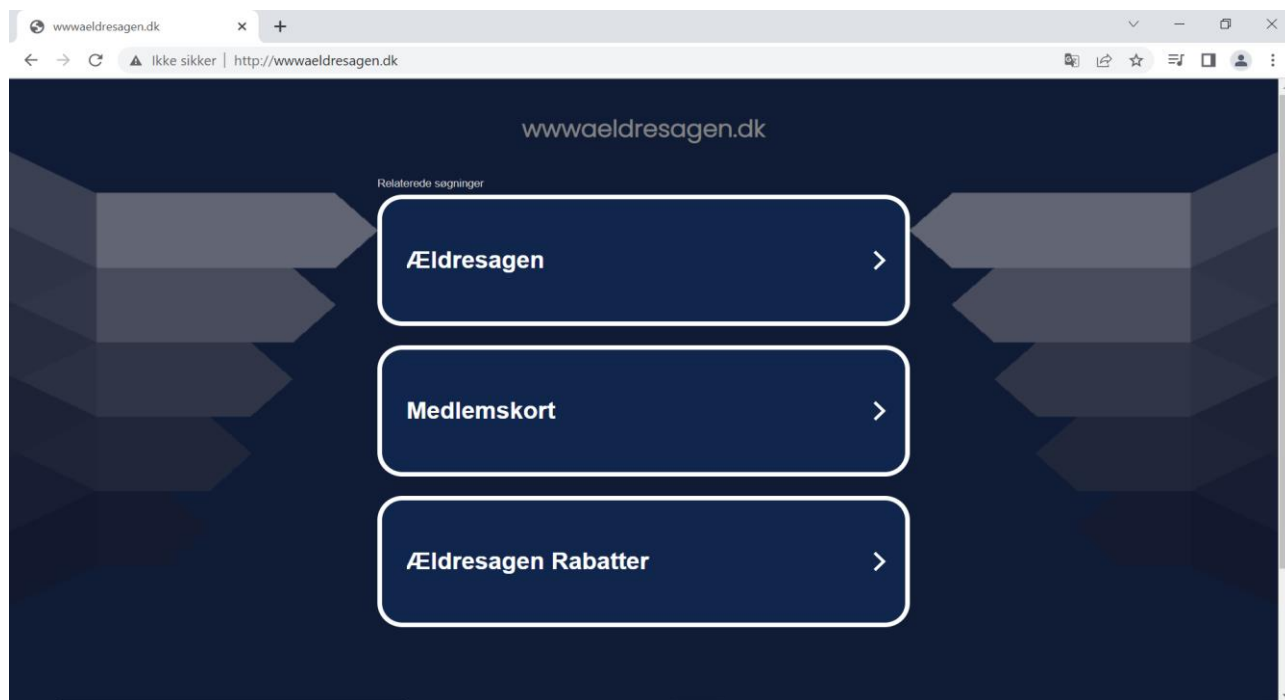 wwwaeldresagen.dk
Ikke sikker | http://wwwaeldresagen.dk
wwwaeldresagen.dk
Relaterede søgninger
Ældresagen
Medlemskort
Ældresagen Rabatter